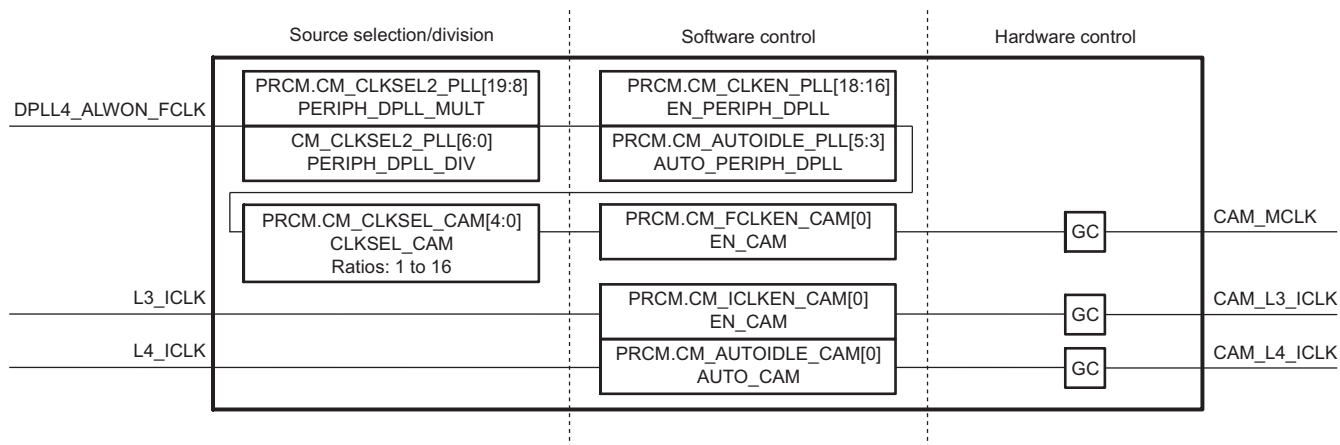 Source selection/division
Software control
Hardware control
DPLL4_ALWON_FCLK
PRCM.CM_CLKSEL2_PLL[19:8]
PERIPH_DPLL_MULT
CM_CLKSEL2_PLL[6:0]
PERIPH_DPLL_DIV
PRCM.CM_CLKEN_PLL[18:16]
EN_PERIPH_DPLL
PRCM.CM_AUTOIDLE_PLL[5:3]
AUTO_PERIPH_DPLL
PRCM.CM_CLKSEL_CAM[4:0]
CLKSEL_CAM
Ratios: 1 to 16
PRCM.CM_FCLKEN_CAM[0]
EN_CAM
GC
CAM_MCLK
L3_ICLK
PRCM.CM_ICLKEN_CAM[0]
EN_CAM
GC
CAM_L3_ICLK
L4_ICLK
PRCM.CM_AUTOIDLE_CAM[0]
AUTO_CAM
GC
CAM_L4_ICLK